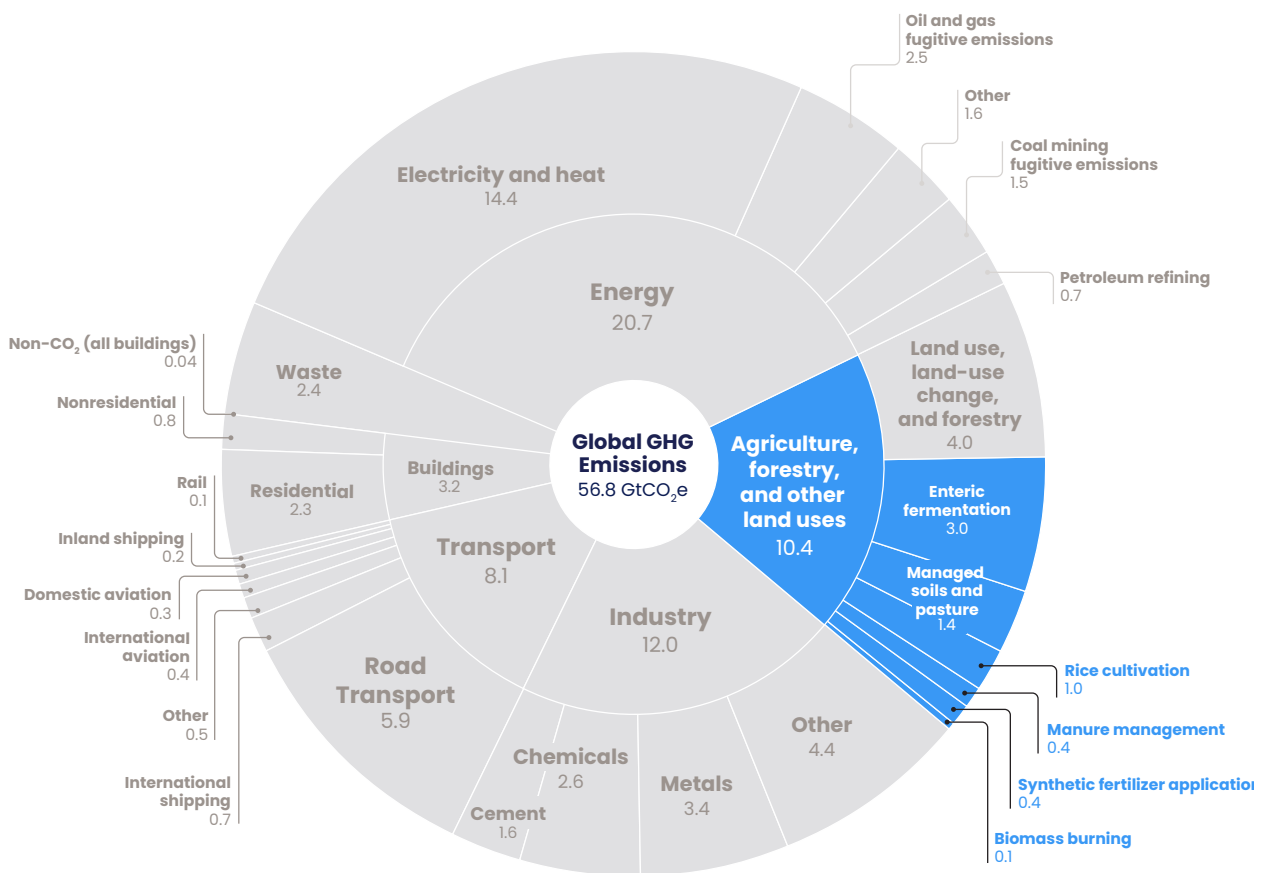 Oil and gas
fugitive emissions
2.5
Other
1.6
Coal mining
fugitive emissions
1.5
Petroleum refining
0.7
Electricity and heat
14.4
Energy
20.7
Land use,
land-use
change,
and forestry
4.0
Non-CO₂ (all buildings)
0.04
Waste
2.4
Nonresidential
0.8
Buildings
3.2
Global GHG
Emissions
56.8 GtCO₂e
Agriculture,
forestry,
and other
land uses
10.4
Enteric
fermentation
3.0
Rail
0.1
Residential
2.3
Inland shipping
0.2
Transport
8.1
Managed
soils and
pasture
1.4
Domestic aviation
0.3
International
aviation
0.4
Industry
12.0
Rice cultivation
1.0
Road
Transport
5.9
Other
0.5
Other
4.4
Manure management
0.4
International
shipping
0.7
Chemicals
2.6
Metals
3.4
Synthetic fertilizer application
0.4
Cement
1.6
Biomass burning
0.1